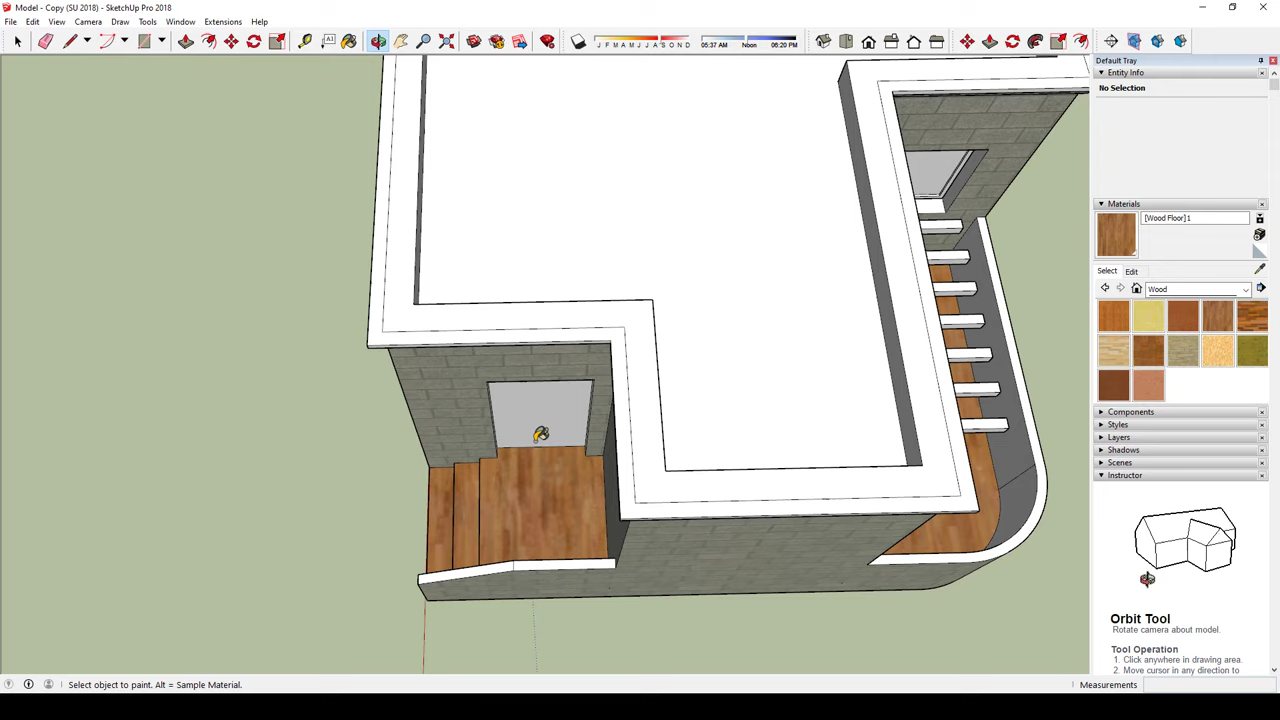 Model - Copy (SU 2018) - SketchUp Pro 2018
File Edit View Camera Draw Tools Window Extensions Help
J F M A M J J A S O N D 05:37 AM Noon 06:20 PM
Default Tray
Entity Info
No Selection
Materials
[Wood Floor]1
Select Edit
Wood
Components
Styles
Layers
Shadows
Scenes
Instructor
Orbit Tool
Rotate camera about model.
Tool Operation
1. Click anywhere in drawing area.
2. Move cursor in any direction to
Select object to paint. Alt = Sample Material.
Measurements